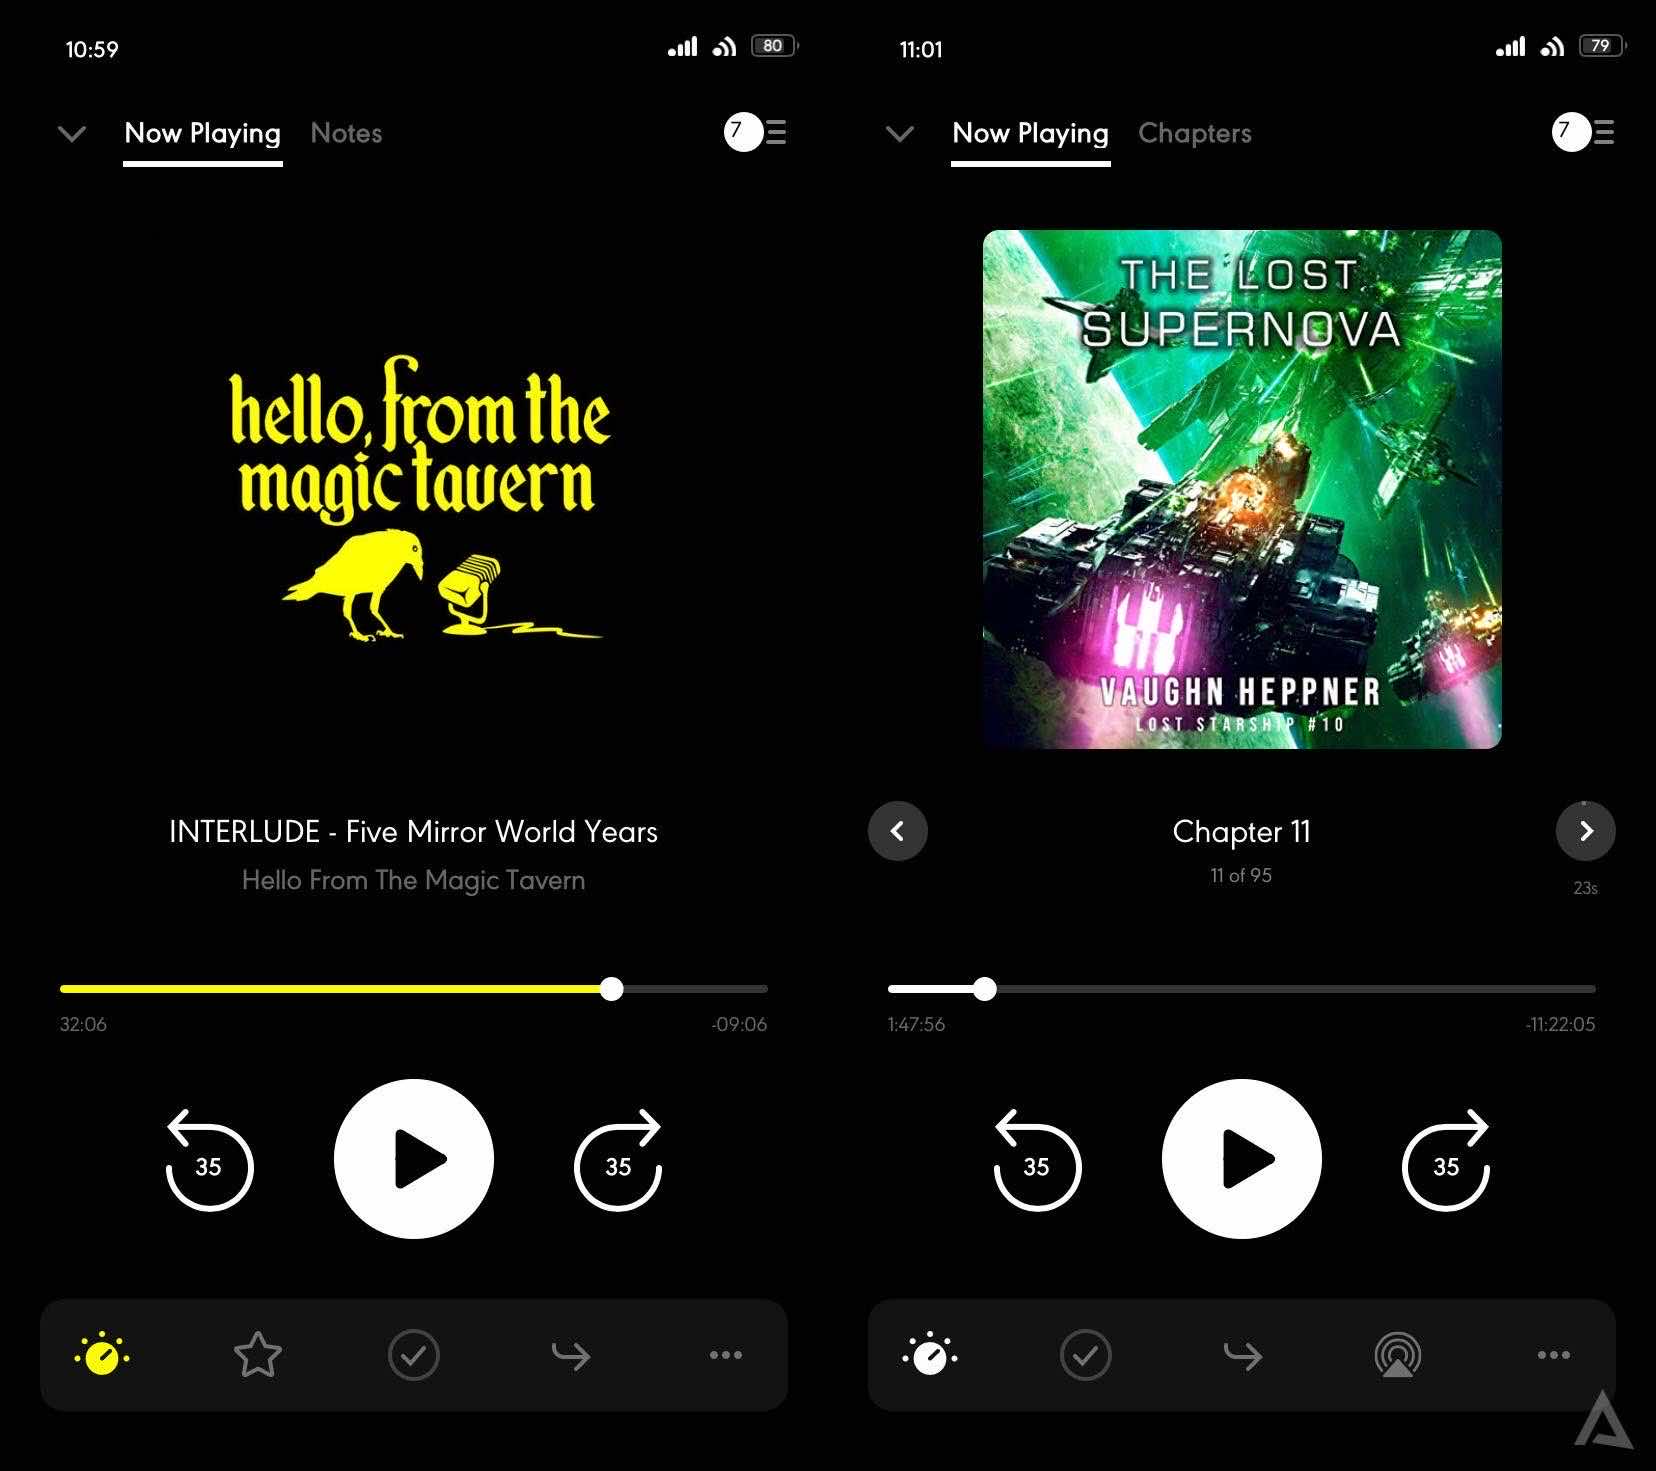 10:59
80
Now Playing
Notes
7
hello, from the
magic tavern
INTERLUDE - Five Mirror World Years
Hello From The Magic Tavern
32:06
-09:06
35
35
11:01
79
Now Playing
Chapters
7
THE LOST
SUPERNOVA
VAUGHN HEPPNER
LOST STARSHIP #10
Chapter 11
11 of 95
23s
1:47:56
-11:22:05
35
35